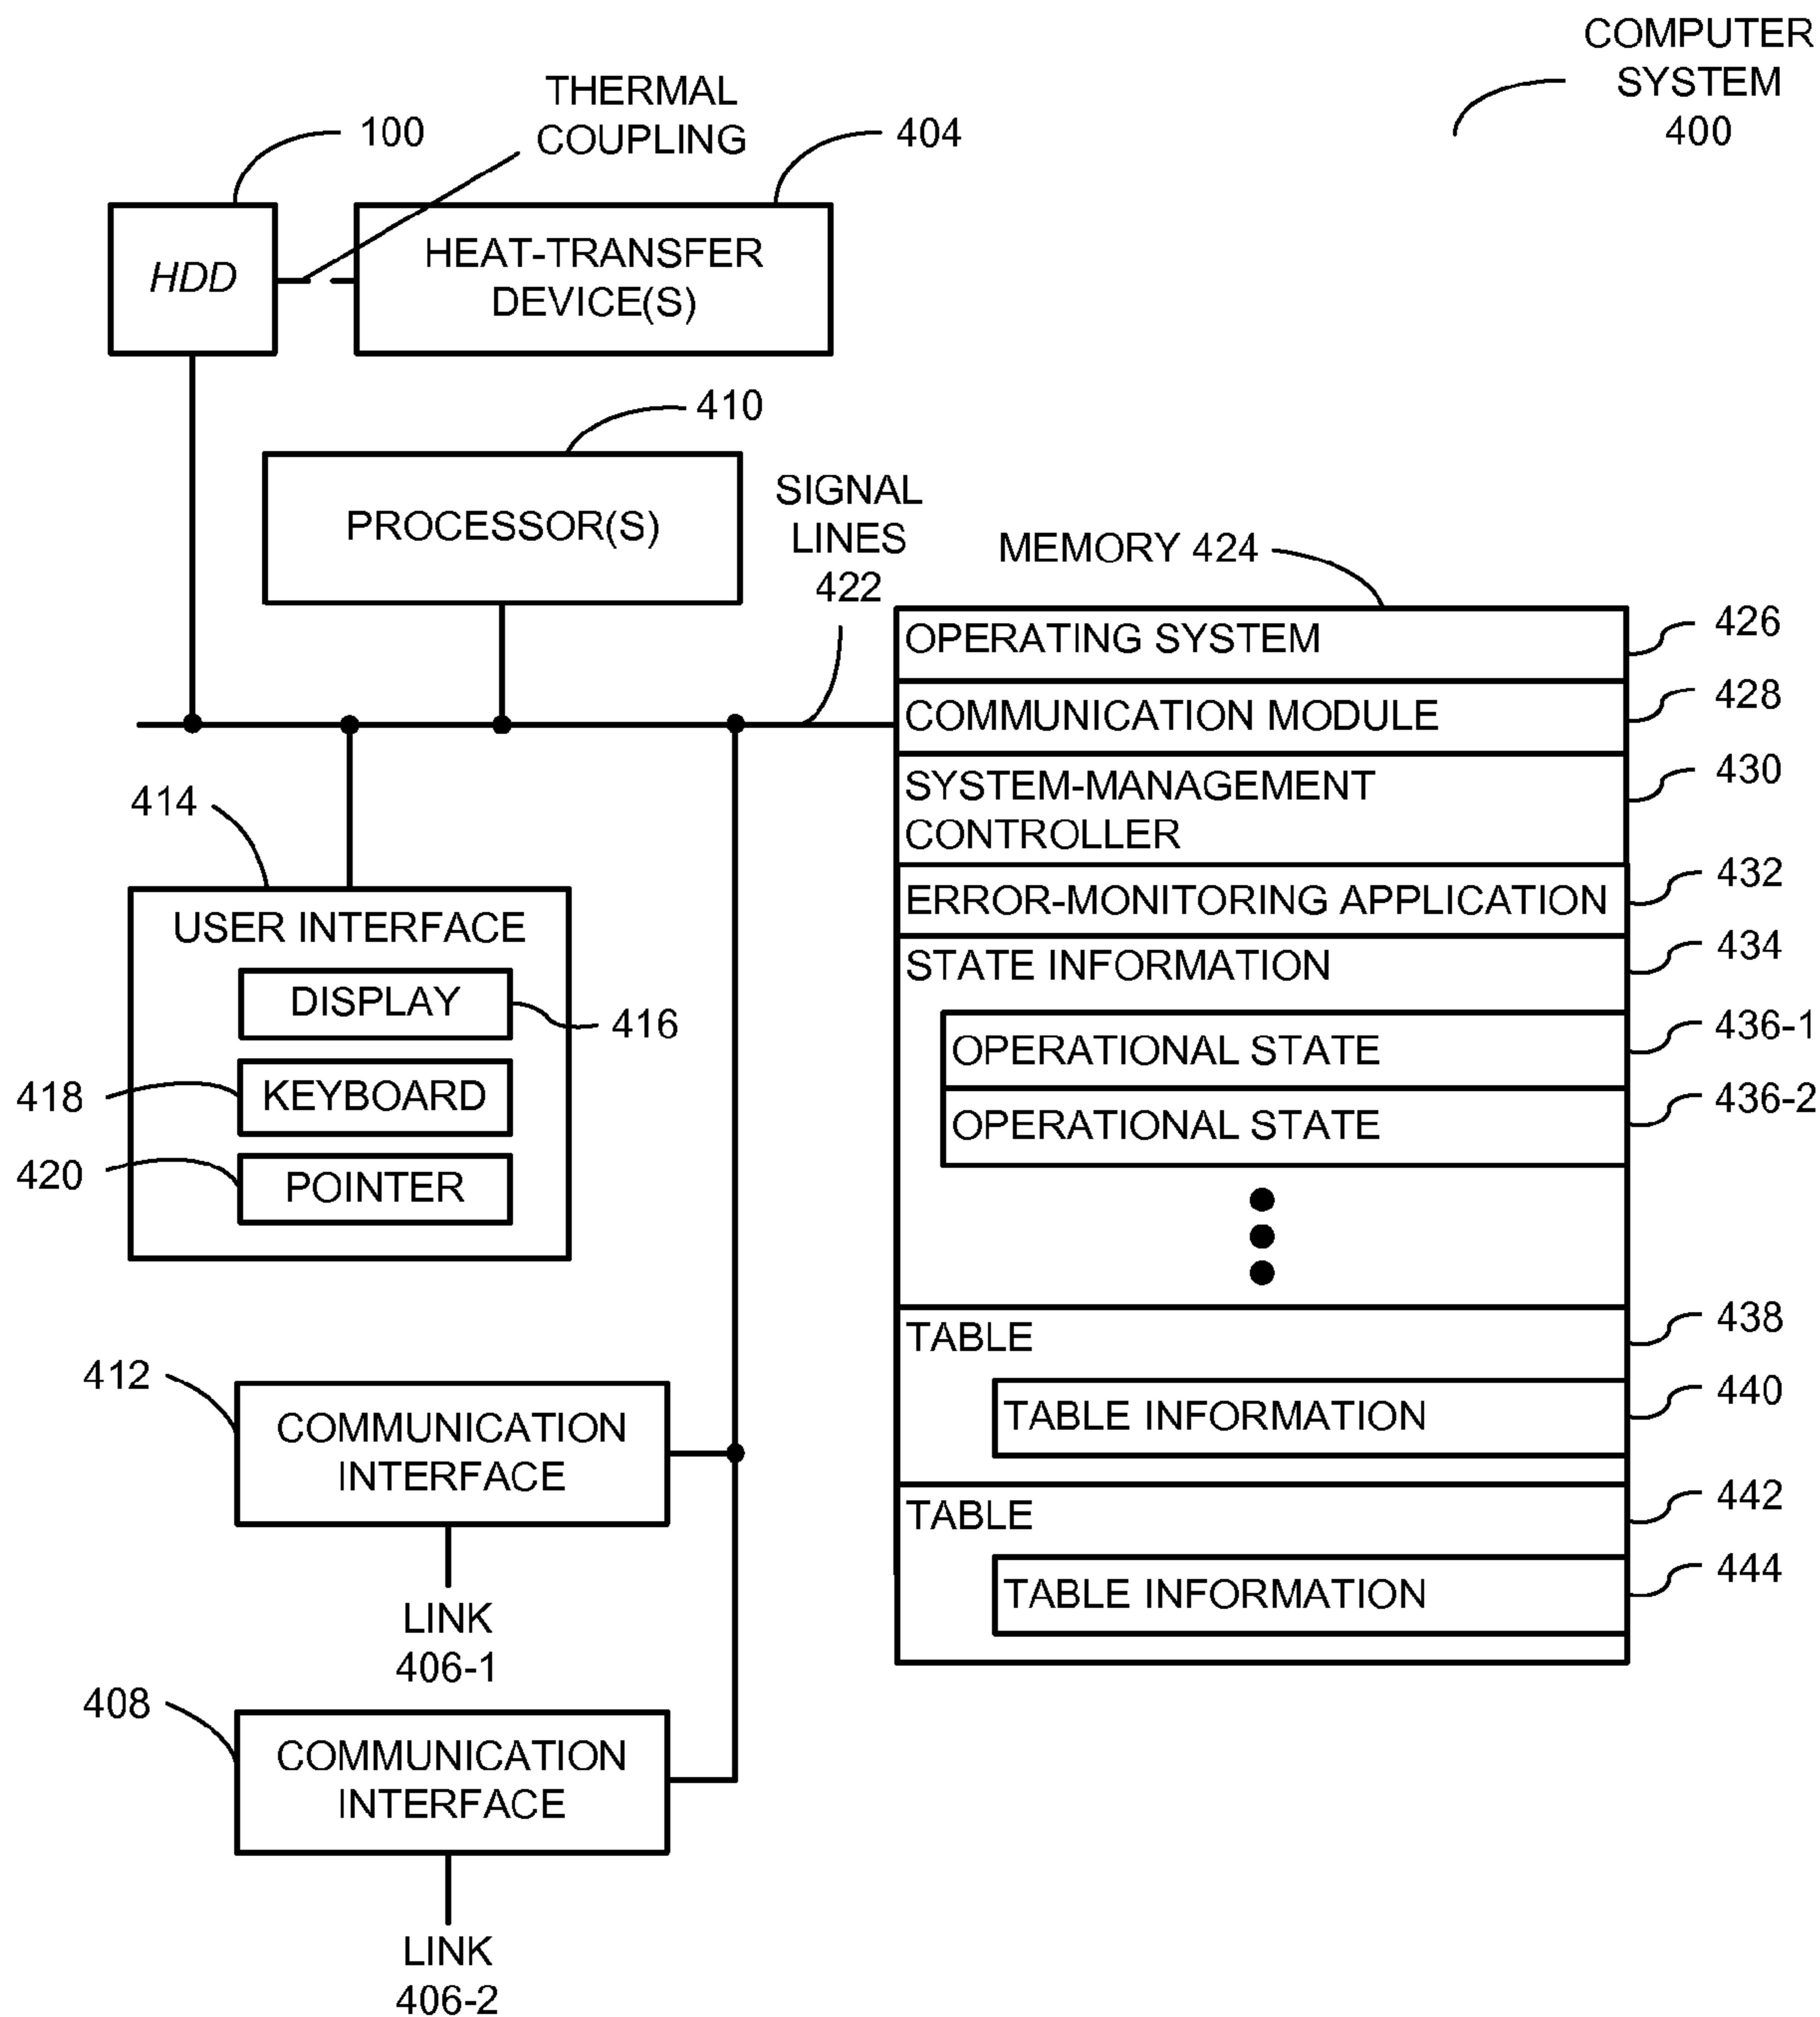 COMPUTER
SYSTEM
400
THERMAL
COUPLING
100
404
HDD
HEAT-TRANSFER
DEVICE(S)
410
PROCESSOR(S)
SIGNAL
LINES
422
MEMORY 424
OPERATING SYSTEM
426
COMMUNICATION MODULE
428
SYSTEM-MANAGEMENT
CONTROLLER
430
ERROR-MONITORING APPLICATION
432
STATE INFORMATION
434
OPERATIONAL STATE
436-1
OPERATIONAL STATE
436-2
TABLE
438
TABLE INFORMATION
440
TABLE
442
TABLE INFORMATION
444
414
USER INTERFACE
DISPLAY
416
418
KEYBOARD
420
POINTER
412
COMMUNICATION
INTERFACE
LINK
406-1
408
COMMUNICATION
INTERFACE
LINK
406-2